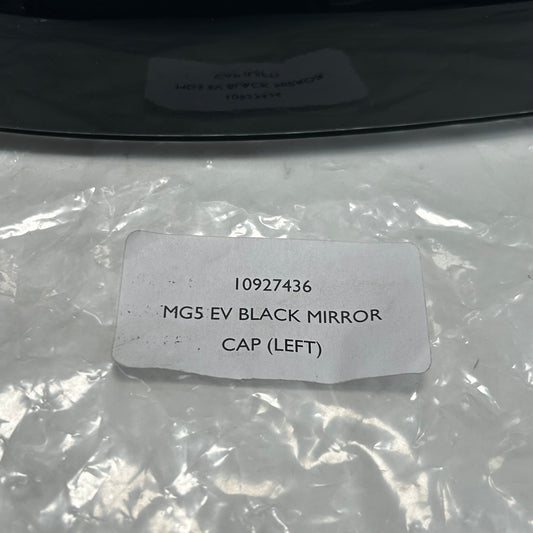 10927436
MG5 EV BLACK MIRROR
CAP (LEFT)